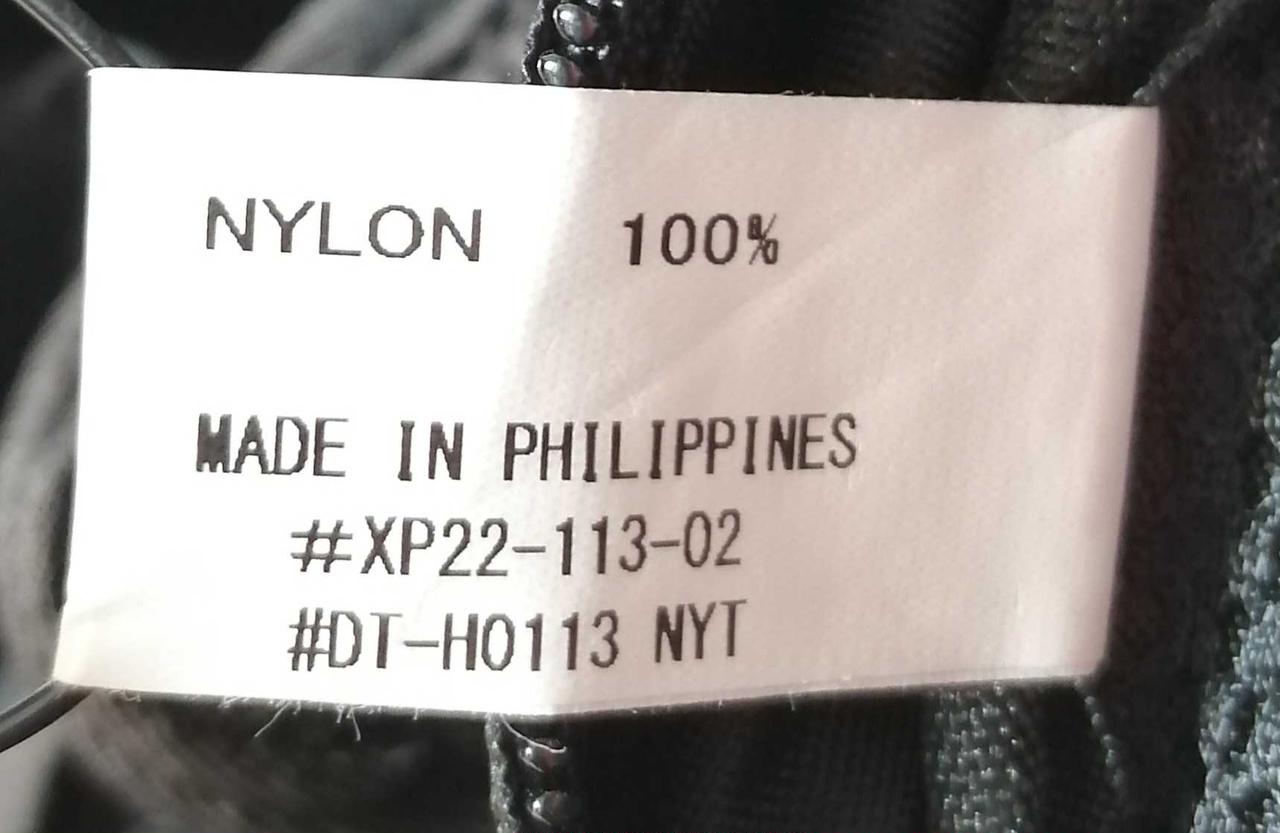 NYLON 100%
MADE IN PHILIPPINES
#XP22-113-02
#DT-H0113 NYT